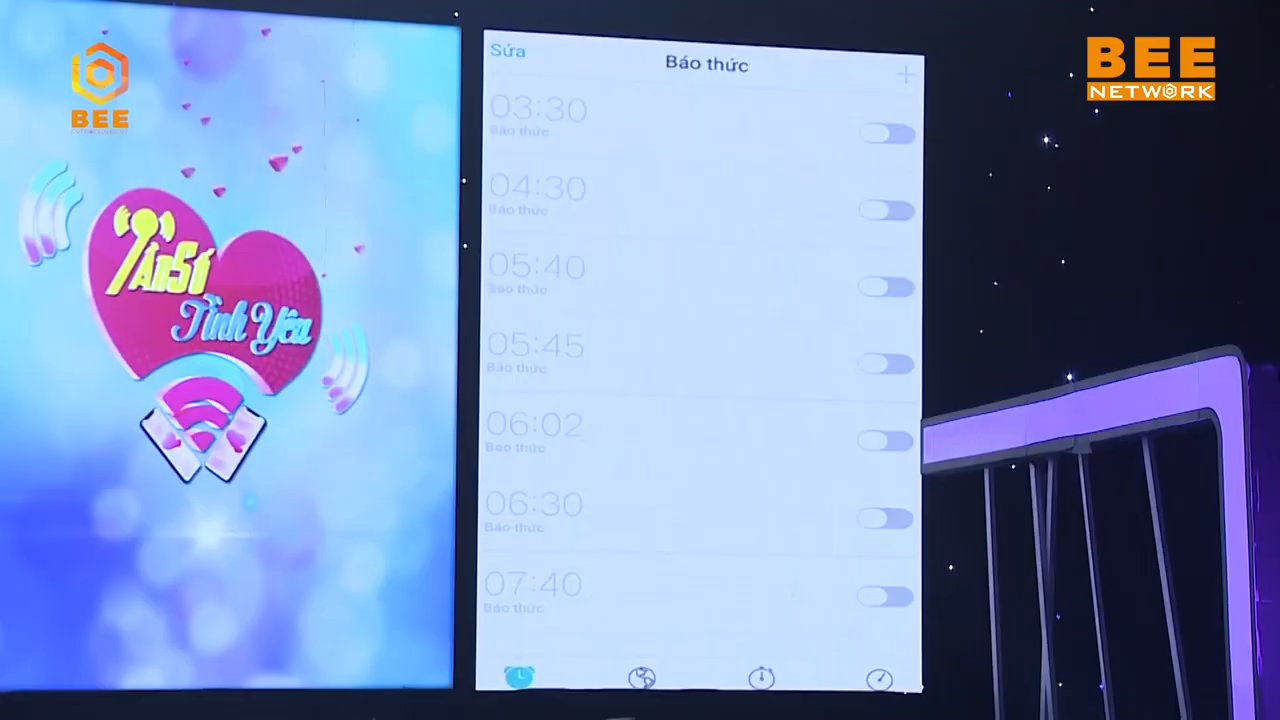 BEE
BEE
NETWORK
TẦN SỐ
Tình Yêu
Sửa
Báo thức
03:30
Báo thức
04:30
Báo thức
05:40
Báo thức
05:45
Báo thức
06:02
Báo thức
06:30
Báo thức
07:40
Báo thức